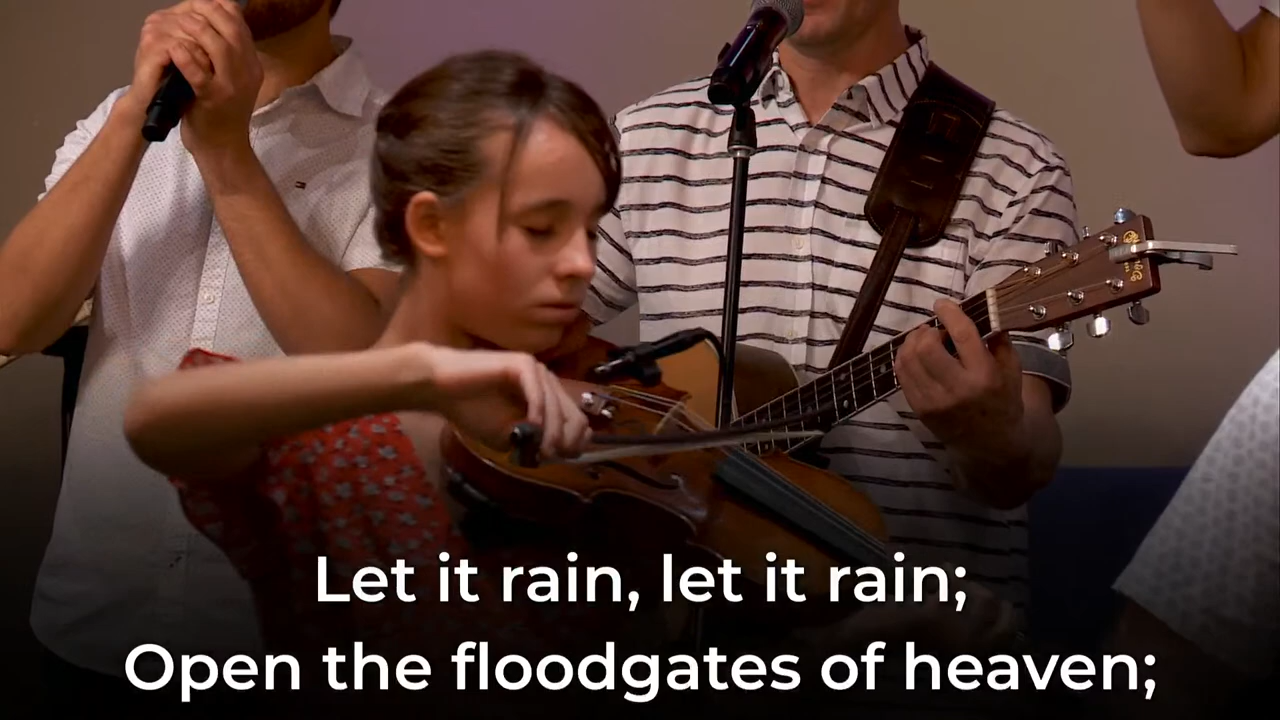 Let it rain, let it rain;
Open the floodgates of heaven;